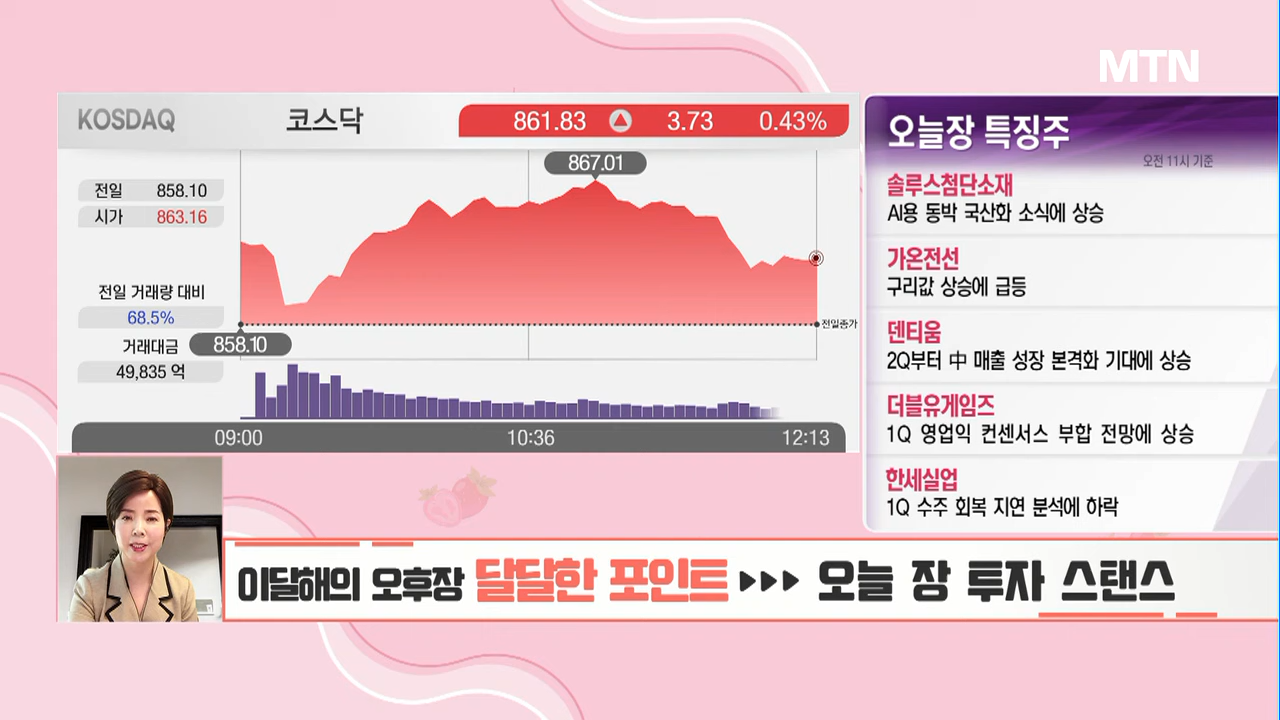 MTN
KOSDAQ 코스닥 861.83 3.73 0.43%
867.01
전일 858.10
시가 863.16
전일 거래량 대비
68.5%
거래대금
49,835 억
858.10
전일종가
09:00 10:36 12:13
오늘장 특징주
오전 11시 기준
솔루스첨단소재
AI용 동박 국산화 소식에 상승
가온전선
구리값 상승에 급등
덴티움
2Q부터 中 매출 성장 본격화 기대에 상승
더블유게임즈
1Q 영업익 컨센서스 부합 전망에 상승
한세실업
1Q 수주 회복 지연 분석에 하락
이달해의 오후장 달달한 포인트 ▶▶▶ 오늘 장 투자 스탠스